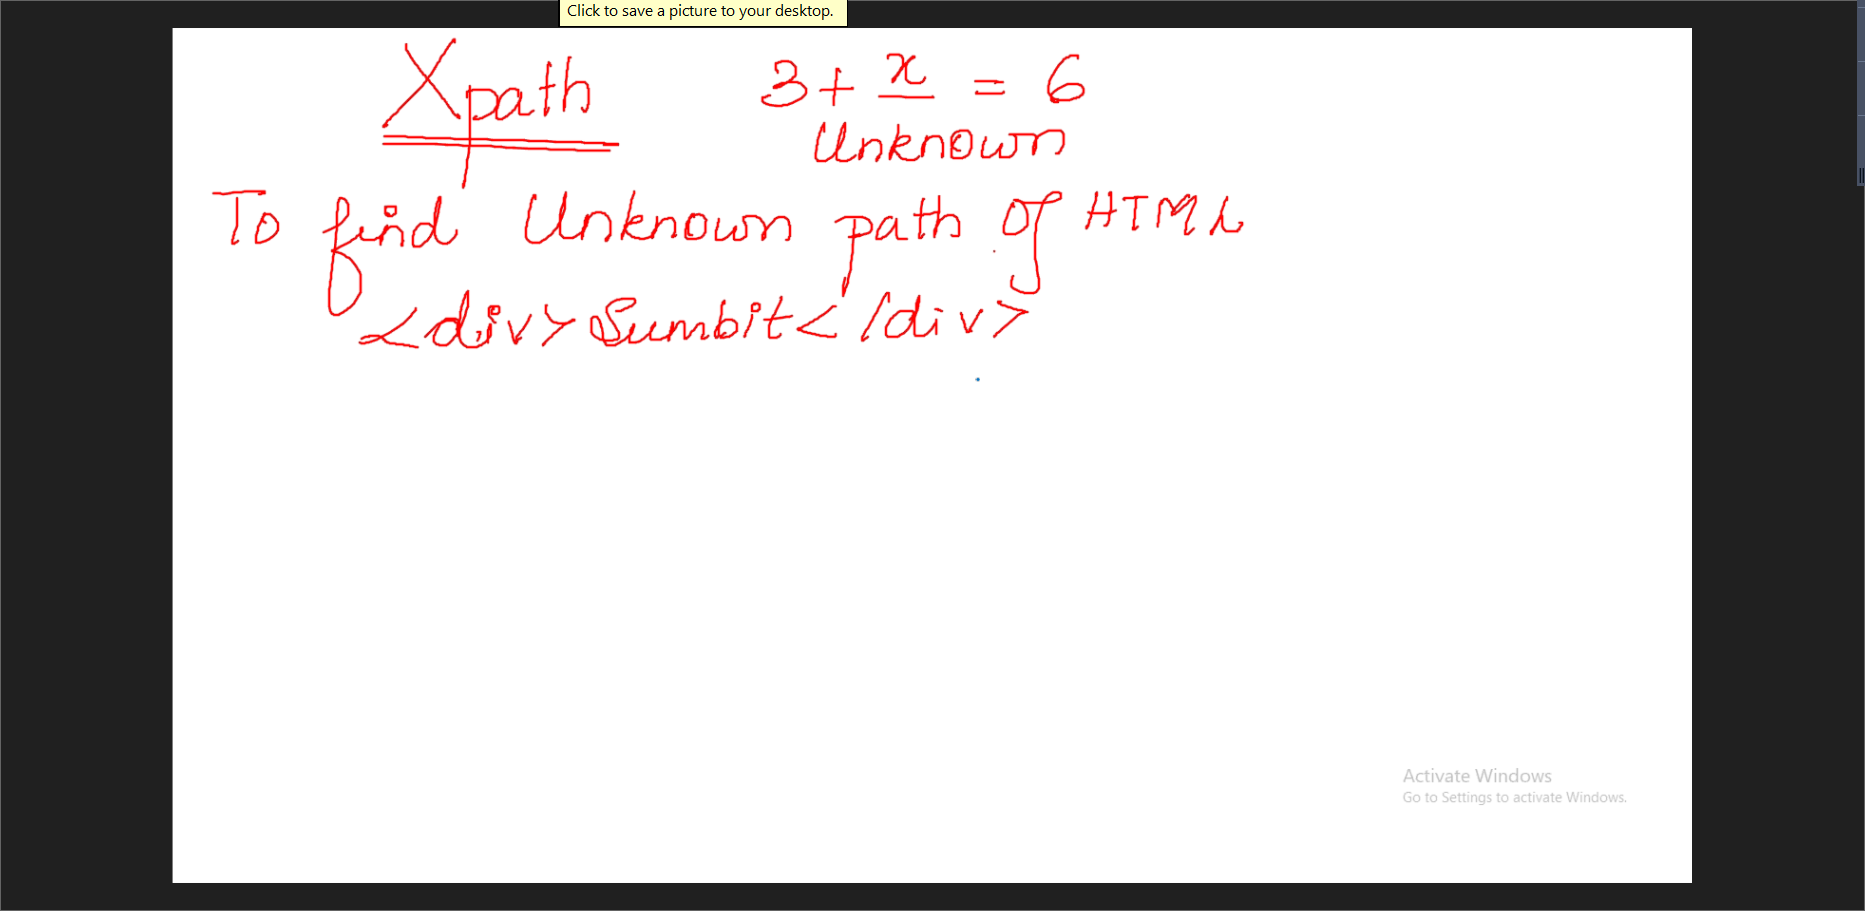 Click to save a picture to your desktop.
Xpath 3 + x = 6
Unknown
To find Unknown path of HTML
<div>Sumbit</div>
Activate Windows
Go to Settings to activate Windows.